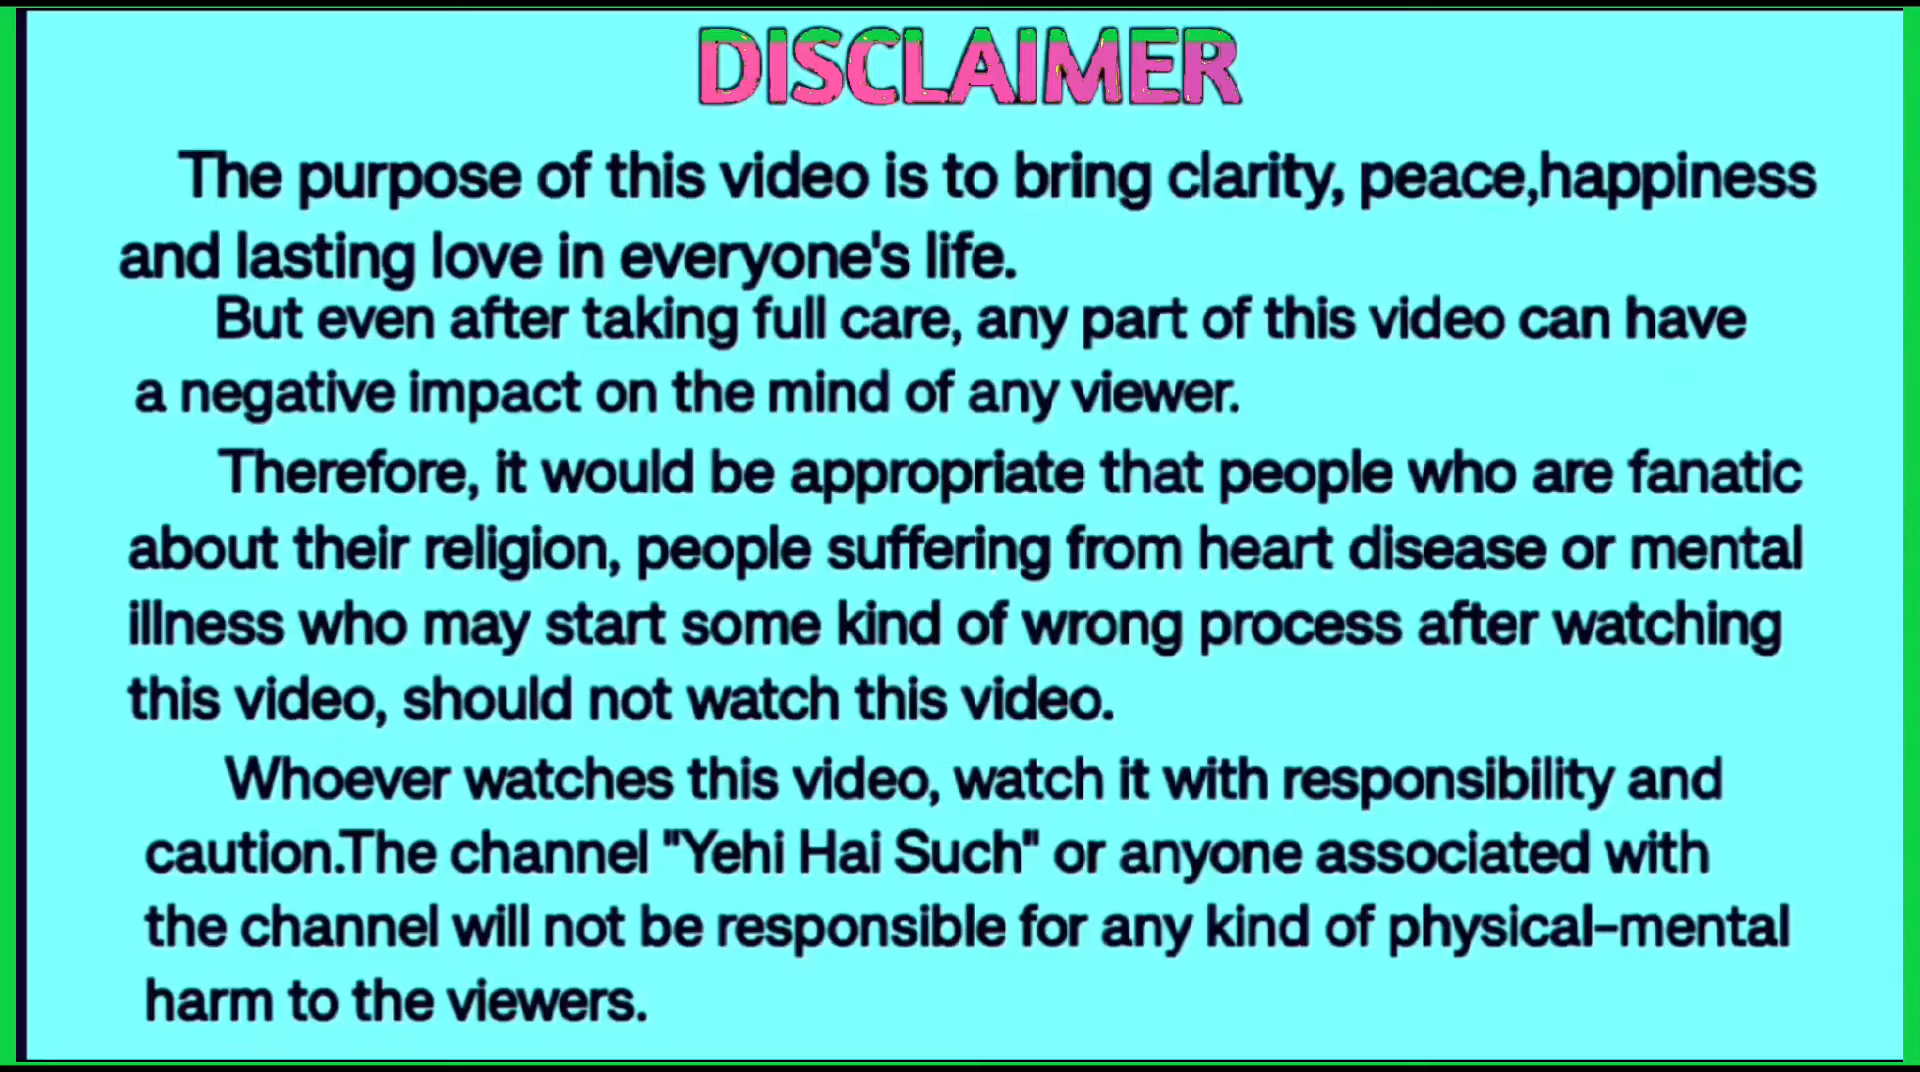 DISCLAIMER
The purpose of this video is to bring clarity, peace,happiness
and lasting love in everyone's life.
But even after taking full care, any part of this video can have
a negative impact on the mind of any viewer.
Therefore, it would be appropriate that people who are fanatic
about their religion, people suffering from heart disease or mental
illness who may start some kind of wrong process after watching
this video, should not watch this video.
Whoever watches this video, watch it with responsibility and
caution.The channel "Yehi Hai Such" or anyone associated with
the channel will not be responsible for any kind of physical-mental
harm to the viewers.